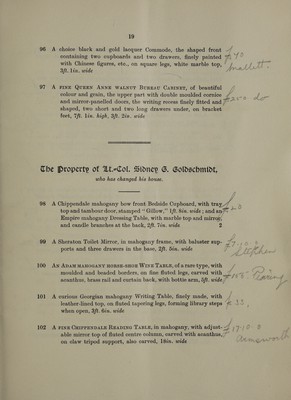 19
96 A choice black and gold lacquer Commode, the shaped front
containing two cupboards and two drawers, finely painted
with Chinese figures, etc., on square legs, white marble top,
3ft. 1in. wide
97 A FINE QUEEN ANNE WALNUT BUREAU CABINET, of beautiful
colour and grain, the upper part with double moulded cornice
and mirror-panelled doors, the writing recess finely fitted and
shaped, two short and two long drawers under, on bracket
feet, 7ft. 1in. high, 3ft. 2in. wide
The Property of Lt.-Col. Sidney G. Goldschmidt,
who has changed his house.
98 A Chippendale mahogany bow front Bedside Cupboard, with tray
top and tambour door, stamped "Gillow," 1ft. 8in. wide; and an
Empire mahogany Dressing Table, with marble top and mirror
and candle branches at the back, 2ft. 7in. wide 2
99 A Sheraton Toilet Mirror, in mahogany frame, with baluster sup-
ports and three drawers in the base, 2ft. 3in. wide
100 AN ADAM MAHOGANY HORSE-SHOE WINE TABLE, of a rare type, with
moulded and beaded borders, on fine fluted legs, carved with
acanthus, brass rail and curtain back, with bottle arm, 5ft. wide
101 A curious Georgian mahogany Writing Table, finely made, with
leather-lined top, on fluted tapering legs, forming library steps
when open, 3ft. 6in. wide
102 A FINE CHIPPENDALE READING TABLE, in mahogany, with adjust-
able mirror top of fluted centre column, carved with acanthus,
on claw tripod support, also carved, 18in. wide